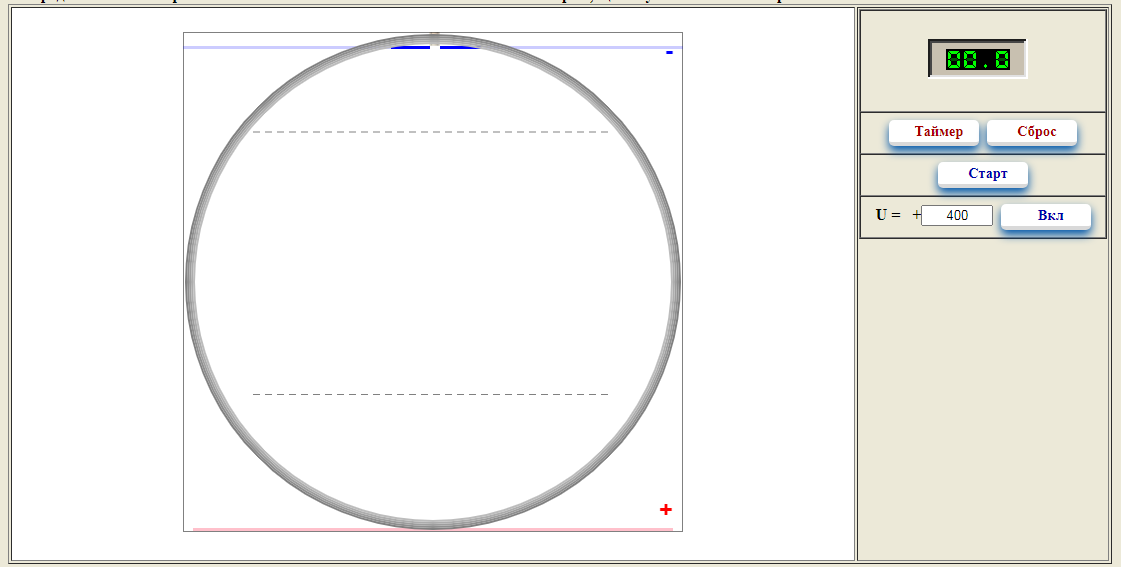 -
00.0
Таймер Сброс
Старт
U = + 400 Вкл
+